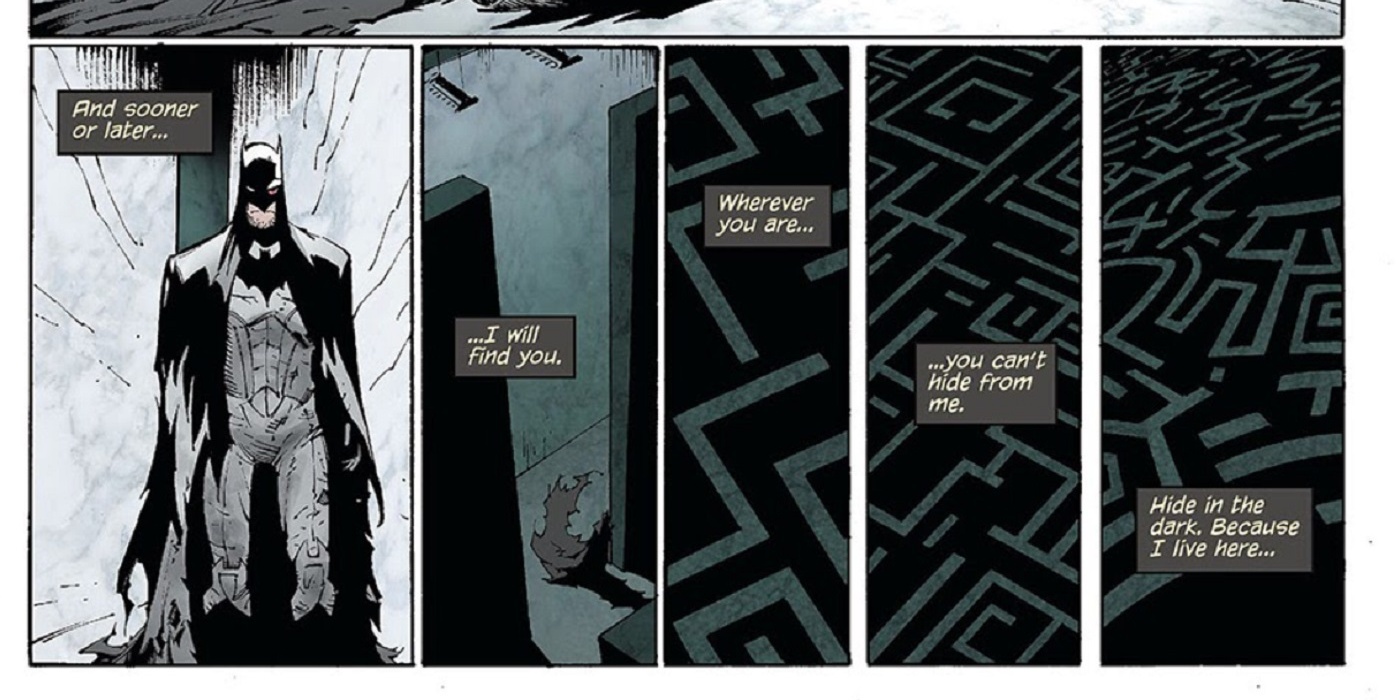 And sooner
or later...
...I will
find you.
Wherever
you are...
...you can't
hide from
me.
Hide in the
dark. Because
I live here...